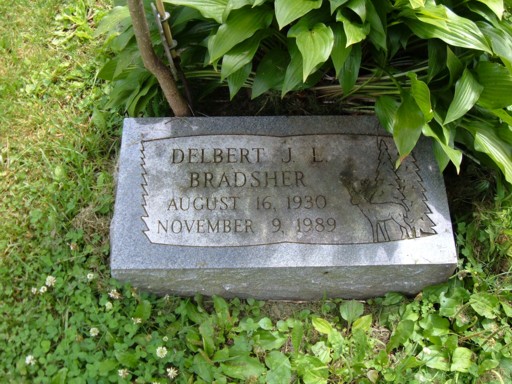 DELBERT J. L.
BRADSHER
AUGUST 16, 1930
NOVEMBER 9, 1989